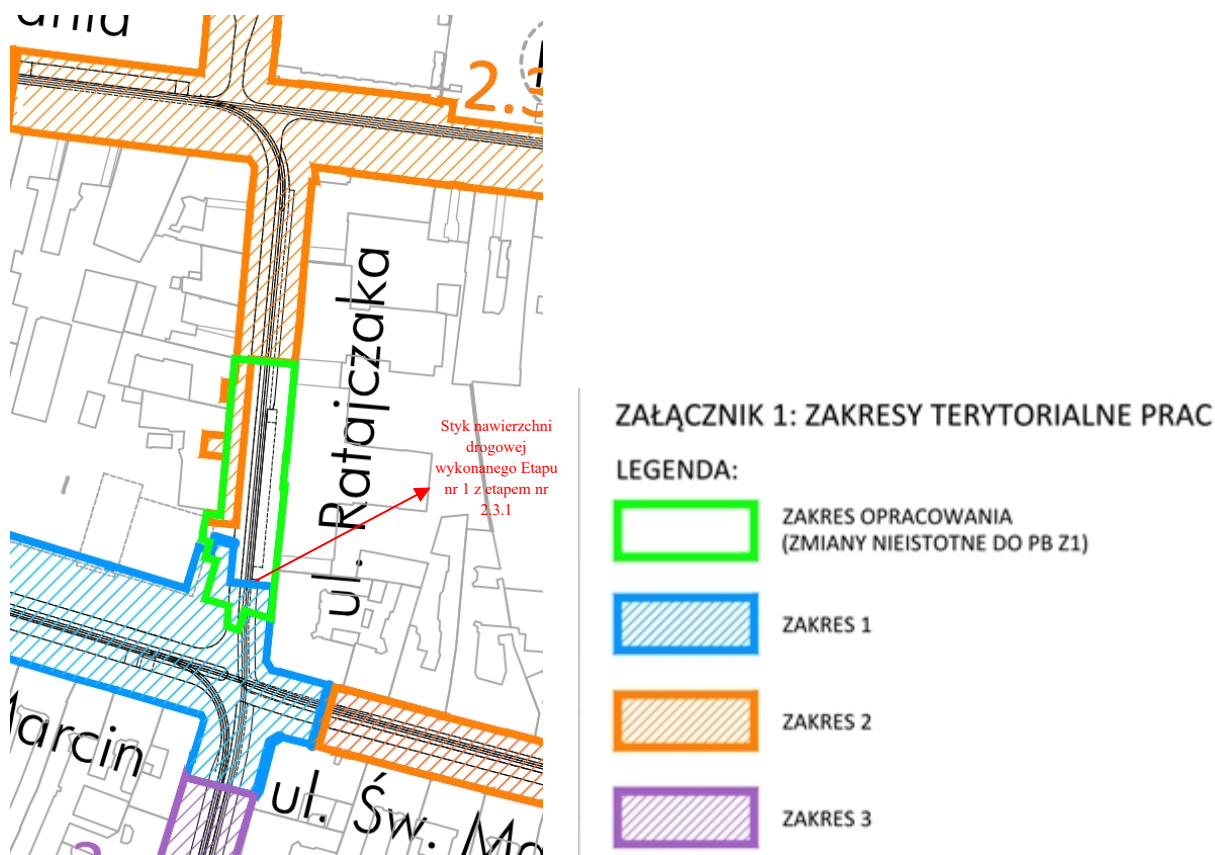 2.3
ul. Ratajczaka
Styk nawierzchni
drogowej
wykonanego Etapu
nr 1 z etapem nr
2.3.1
Marcin
ul. Św. Ma
ZAŁĄCZNIK 1: ZAKRESY TERYTORIALNE PRAC
LEGENDA:
ZAKRES OPRACOWANIA
(ZMIANY NIEISTOTNE DO PB Z1)
ZAKRES 1
ZAKRES 2
ZAKRES 3